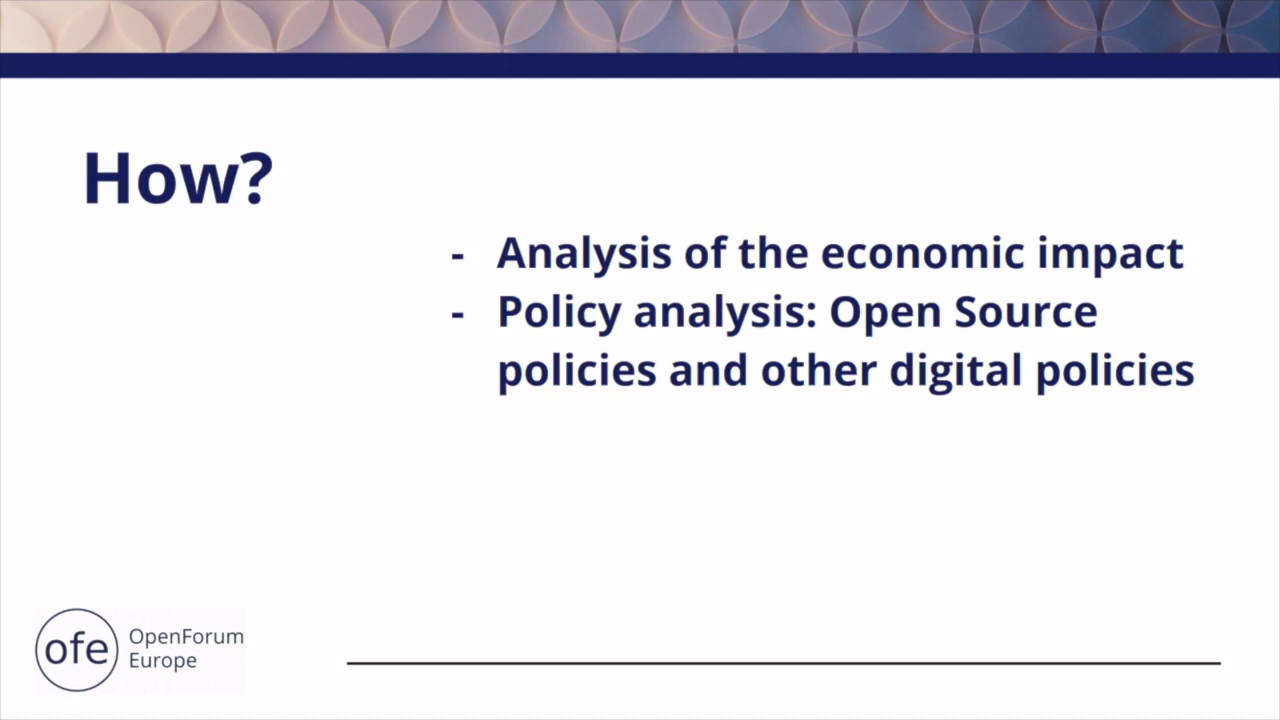 How?
- Analysis of the economic impact
- Policy analysis: Open Source
policies and other digital policies
ofe
OpenForum
Europe